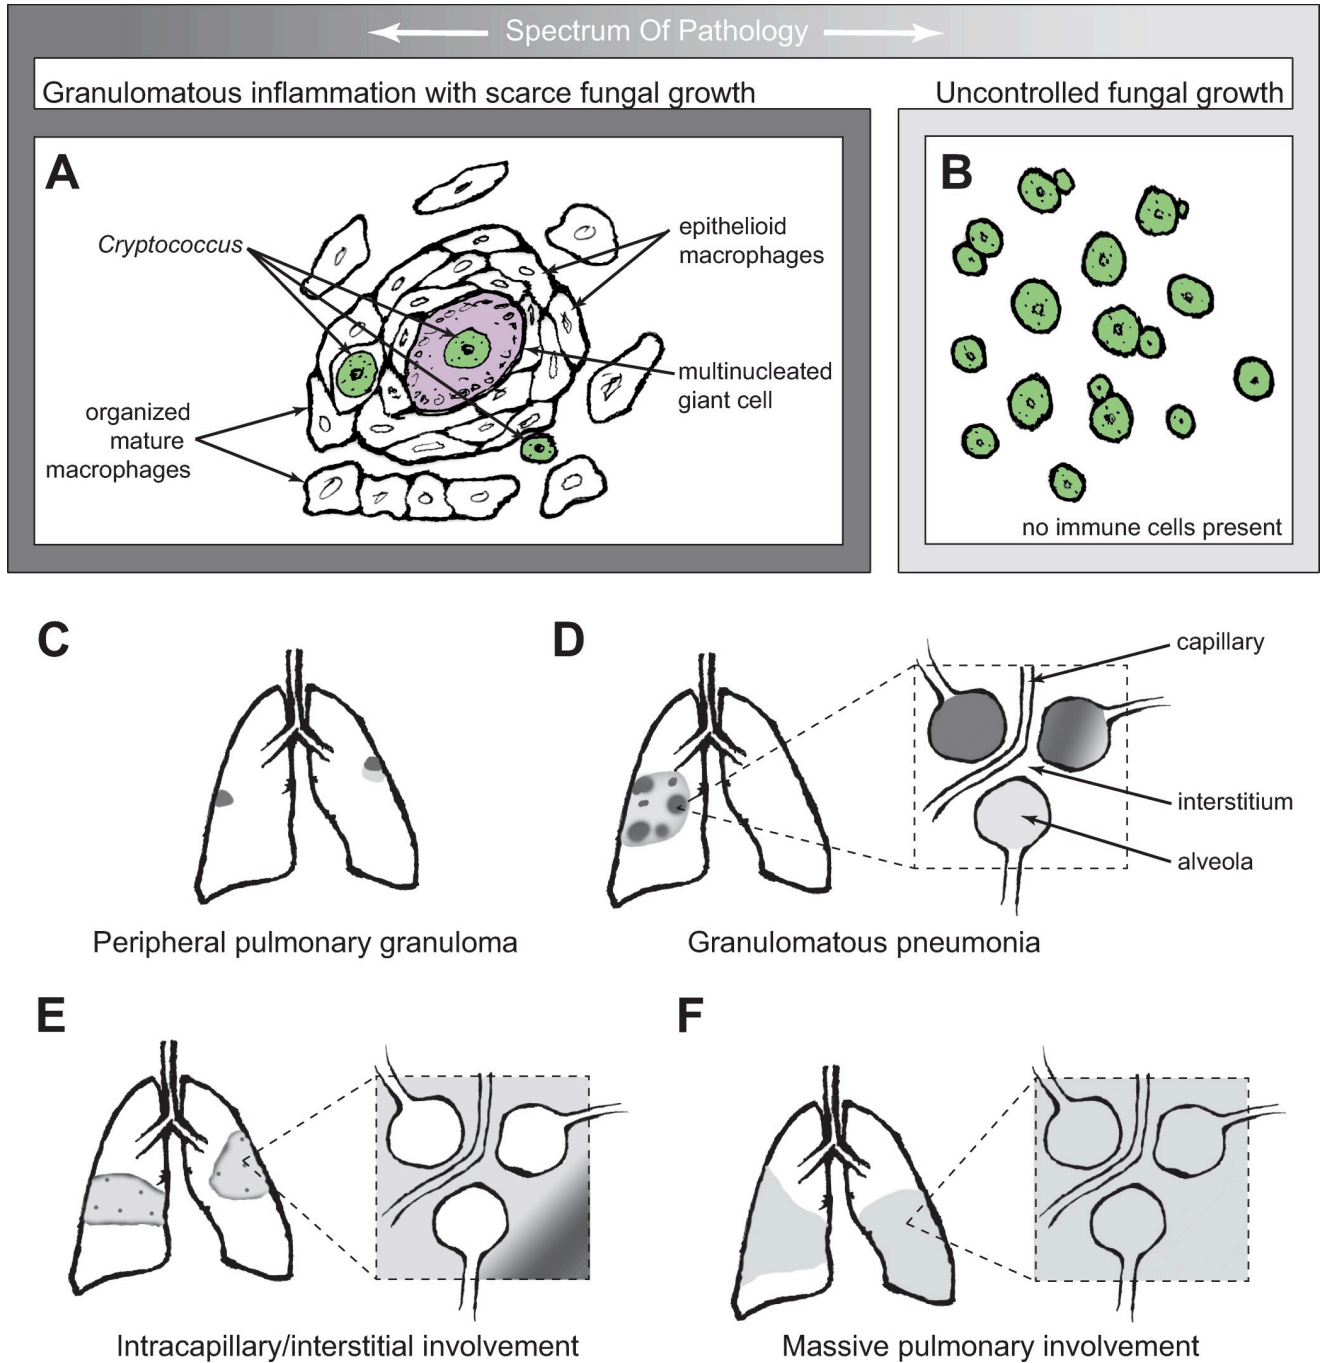 Spectrum Of Pathology
Granulomatous inflammation with scarce fungal growth
Uncontrolled fungal growth
A
Cryptococcus
epithelioid
macrophages
multinucleated
giant cell
organized
mature
macrophages
B
no immune cells present
C
Peripheral pulmonary granuloma
D
capillary
interstitium
alveola
Granulomatous pneumonia
E
Intracapillary/interstitial involvement
F
Massive pulmonary involvement